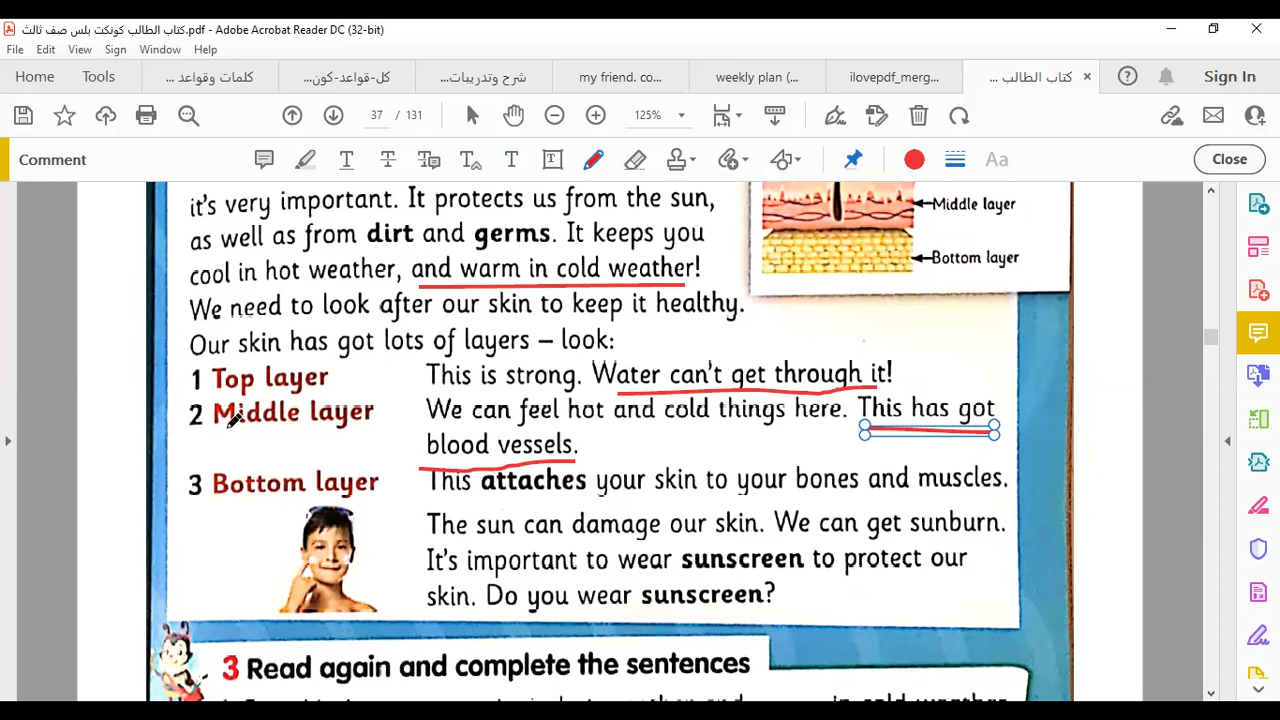 كتاب الطالب كونكت بلس صف ثالث.pdf - Adobe Acrobat Reader DC (32-bit)
File Edit View Sign Window Help
Home Tools كلمات وقواعد ... كل-قواعد-كون... شرح وتدريبات... my friend. co... weekly plan (... ilovepdf_merg... كتاب الطالب ... × Sign In
37 / 131 125%
Comment T T T T Aa Close
it's very important. It protects us from the sun,
as well as from dirt and germs. It keeps you
cool in hot weather, and warm in cold weather!
We need to look after our skin to keep it healthy.
Our skin has got lots of layers – look:
Middle layer
Bottom layer
1 Top layer This is strong. Water can't get through it!
2 Middle layer We can feel hot and cold things here. This has got
blood vessels.
3 Bottom layer This attaches your skin to your bones and muscles.
The sun can damage our skin. We can get sunburn.
It's important to wear sunscreen to protect our
skin. Do you wear sunscreen?
3 Read again and complete the sentences
in cold weather